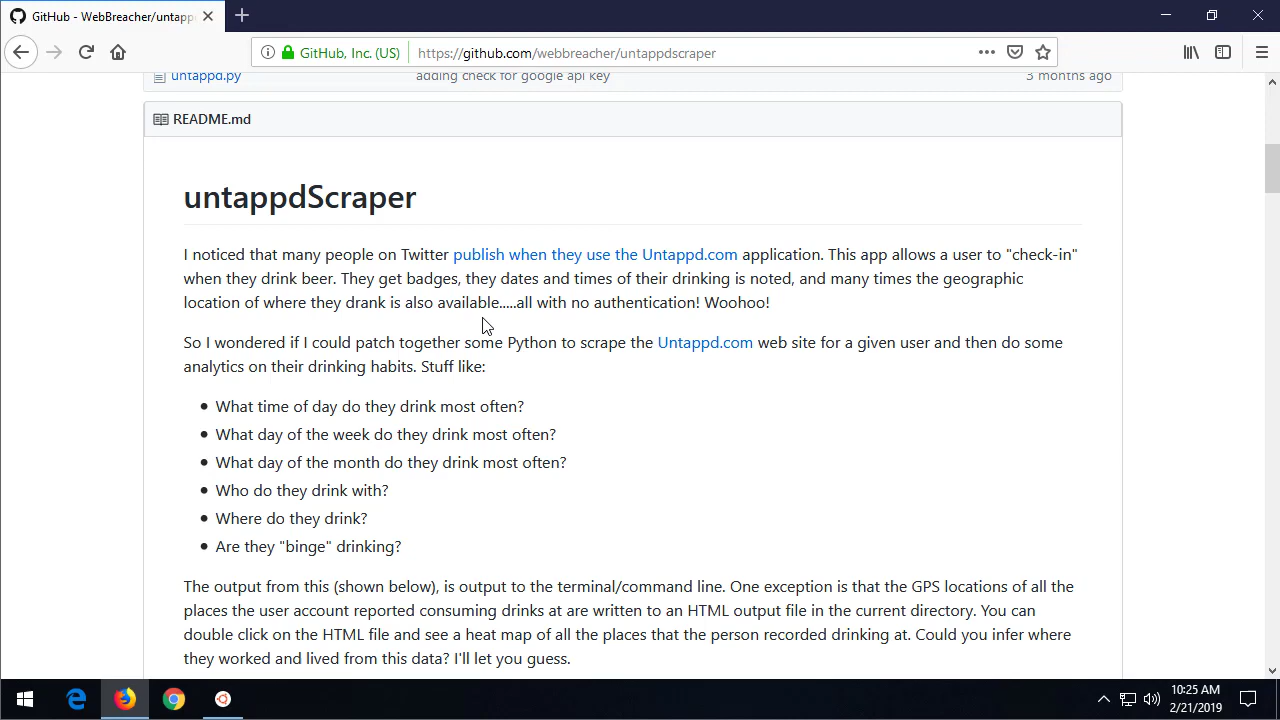 GitHub - WebBreacher/untapp
GitHub, Inc. (US)
https://github.com/webbreacher/untappdscraper
untappd.py adding check for google api key 3 months ago
README.md
untappdScraper
I noticed that many people on Twitter publish when they use the Untappd.com application. This app allows a user to "check-in"
when they drink beer. They get badges, they dates and times of their drinking is noted, and many times the geographic
location of where they drank is also available.....all with no authentication! Woohoo!
So I wondered if I could patch together some Python to scrape the Untappd.com web site for a given user and then do some
analytics on their drinking habits. Stuff like:
• What time of day do they drink most often?
• What day of the week do they drink most often?
• What day of the month do they drink most often?
• Who do they drink with?
• Where do they drink?
• Are they "binge" drinking?
The output from this (shown below), is output to the terminal/command line. One exception is that the GPS locations of all the
places the user account reported consuming drinks at are written to an HTML output file in the current directory. You can
double click on the HTML file and see a heat map of all the places that the person recorded drinking at. Could you infer where
they worked and lived from this data? I'll let you guess.
10:25 AM
2/21/2019